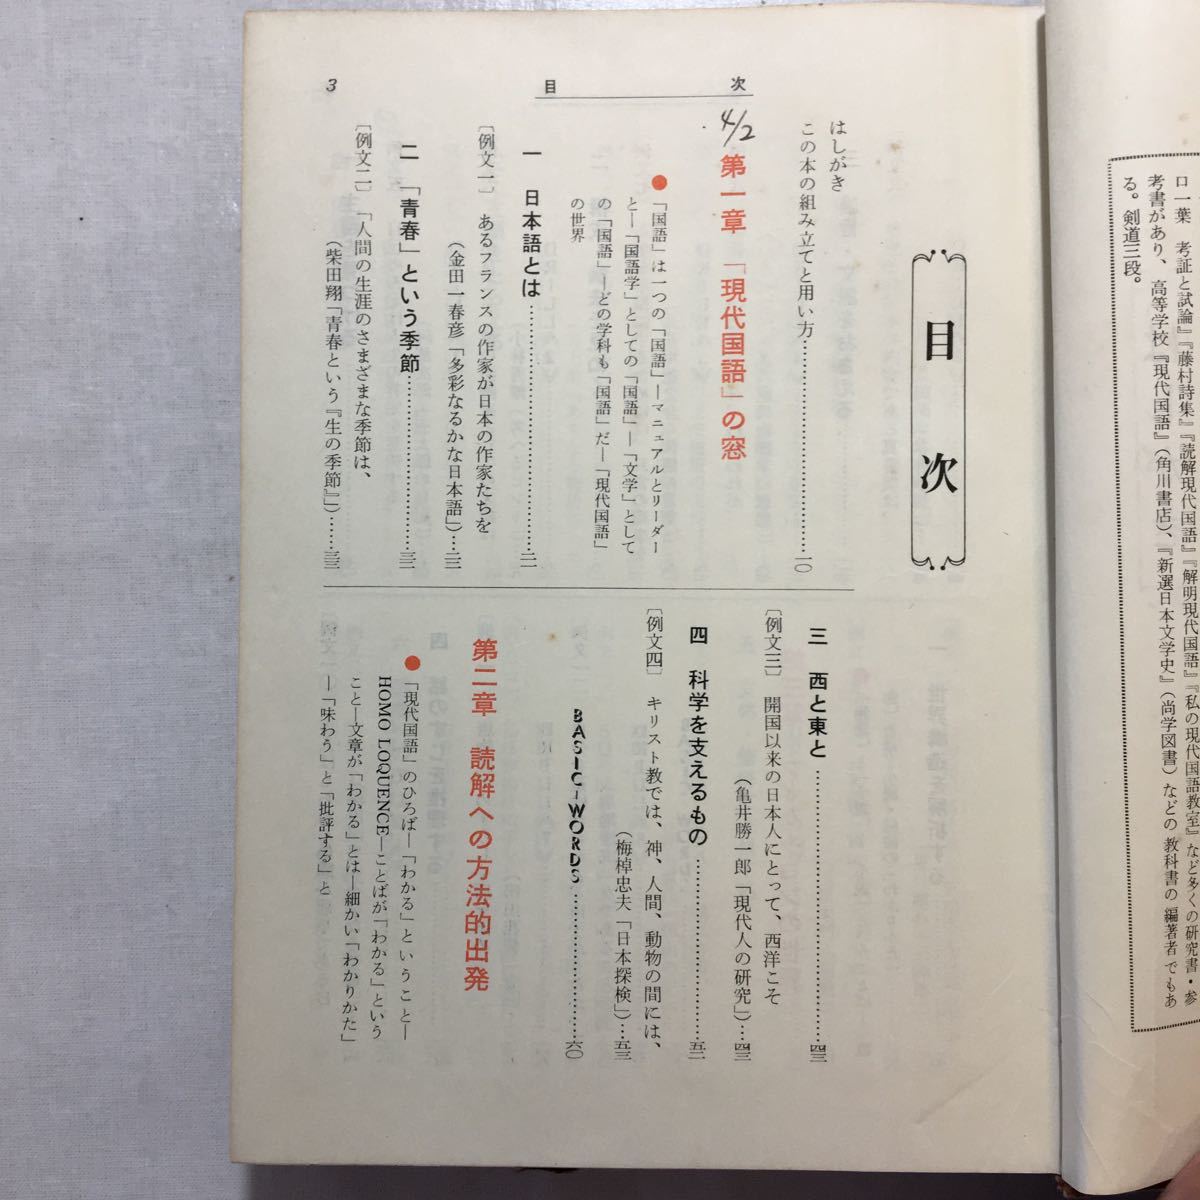 口一葉　考証と試論』『藤村詩集』『読解現代国語』『解明現代国語』『私の現代国語教室』など多くの研究書・参
考書があり、高等学校『現代国語』（角川書店）、『新選日本文学史』（尚学図書）などの教科書の編著者でもあ
る。剣道三段。
目次
3
目次
はしがき
この本の組み立てと用い方…………一〇
4/2
第一章　「現代国語」の窓
●「国語」は一つの「国語」―マニュアルとリーダー
と―「国語学」としての「国語」―「文学」として
の「国語」―どの学科も「国語」だ―「現代国語」
の世界
一　日本語とは…………二一
〔例文一〕　あるフランスの作家が日本の作家たちを
（金田一春彦「多彩なるかな日本語」）…二二
二　「青春」という季節…………三二
〔例文二〕　「人間の生涯のさまざまな季節は、
（柴田翔「青春という『生の季節』」）……三三
三　西と東と…………四三
〔例文三〕　開国以来の日本人にとって、西洋こそ
（亀井勝一郎「現代人の研究」）…四三
四　科学を支えるもの…………五二
〔例文四〕　キリスト教では、神、人間、動物の間には、
（梅棹忠夫「日本探検」）…五三
BASIC-WORDS…………六〇
第二章　読解への方法的出発
●「現代国語」のひろば―「わかる」ということ―
HOMO LOQUENCE―ことばが「わかる」という
こと―文章が「わかる」とは―細かい「わかりかた」
―「味わう」と「批評する」と